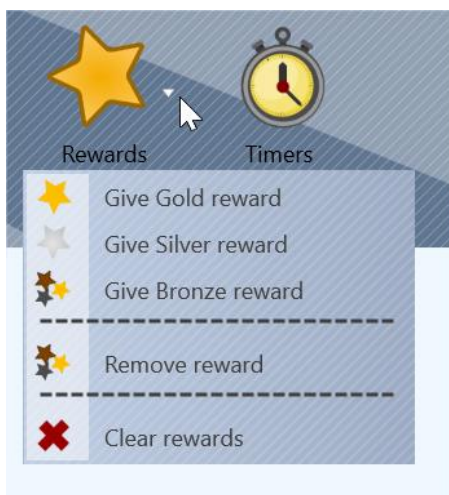 Rewards Timers
Give Gold reward
Give Silver reward
Give Bronze reward
Remove reward
Clear rewards